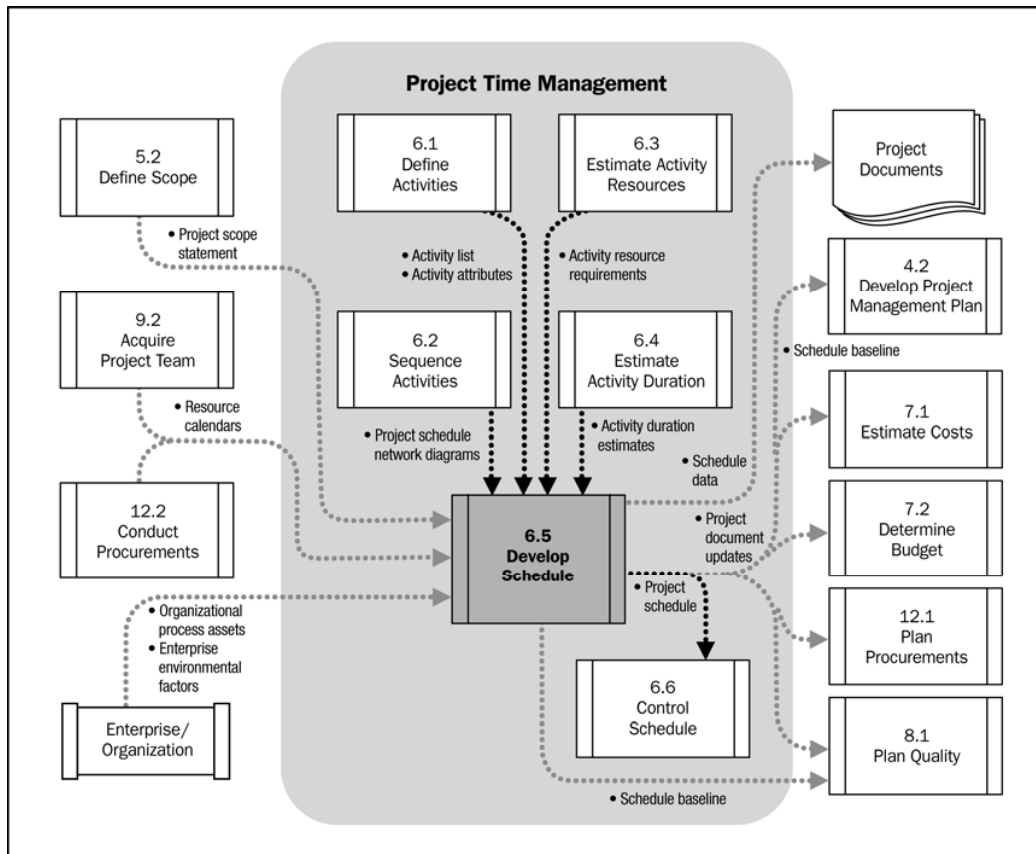 Project Time Management
5.2
Define Scope
6.1
Define
Activities
6.3
Estimate Activity
Resources
Project
Documents
• Project scope
statement
• Activity list
• Activity attributes
• Activity resource
requirements
4.2
Develop Project
Management Plan
9.2
Acquire
Project Team
6.2
Sequence
Activities
6.4
Estimate
Activity Duration
• Schedule baseline
• Resource
calendars
• Project schedule
network diagrams
• Activity duration
estimates
• Schedule
data
7.1
Estimate Costs
12.2
Conduct
Procurements
6.5
Develop
Schedule
• Project
document
updates
7.2
Determine
Budget
• Organizational
process assets
• Enterprise
environmental
factors
• Project
schedule
12.1
Plan
Procurements
Enterprise/
Organization
6.6
Control
Schedule
8.1
Plan Quality
• Schedule baseline